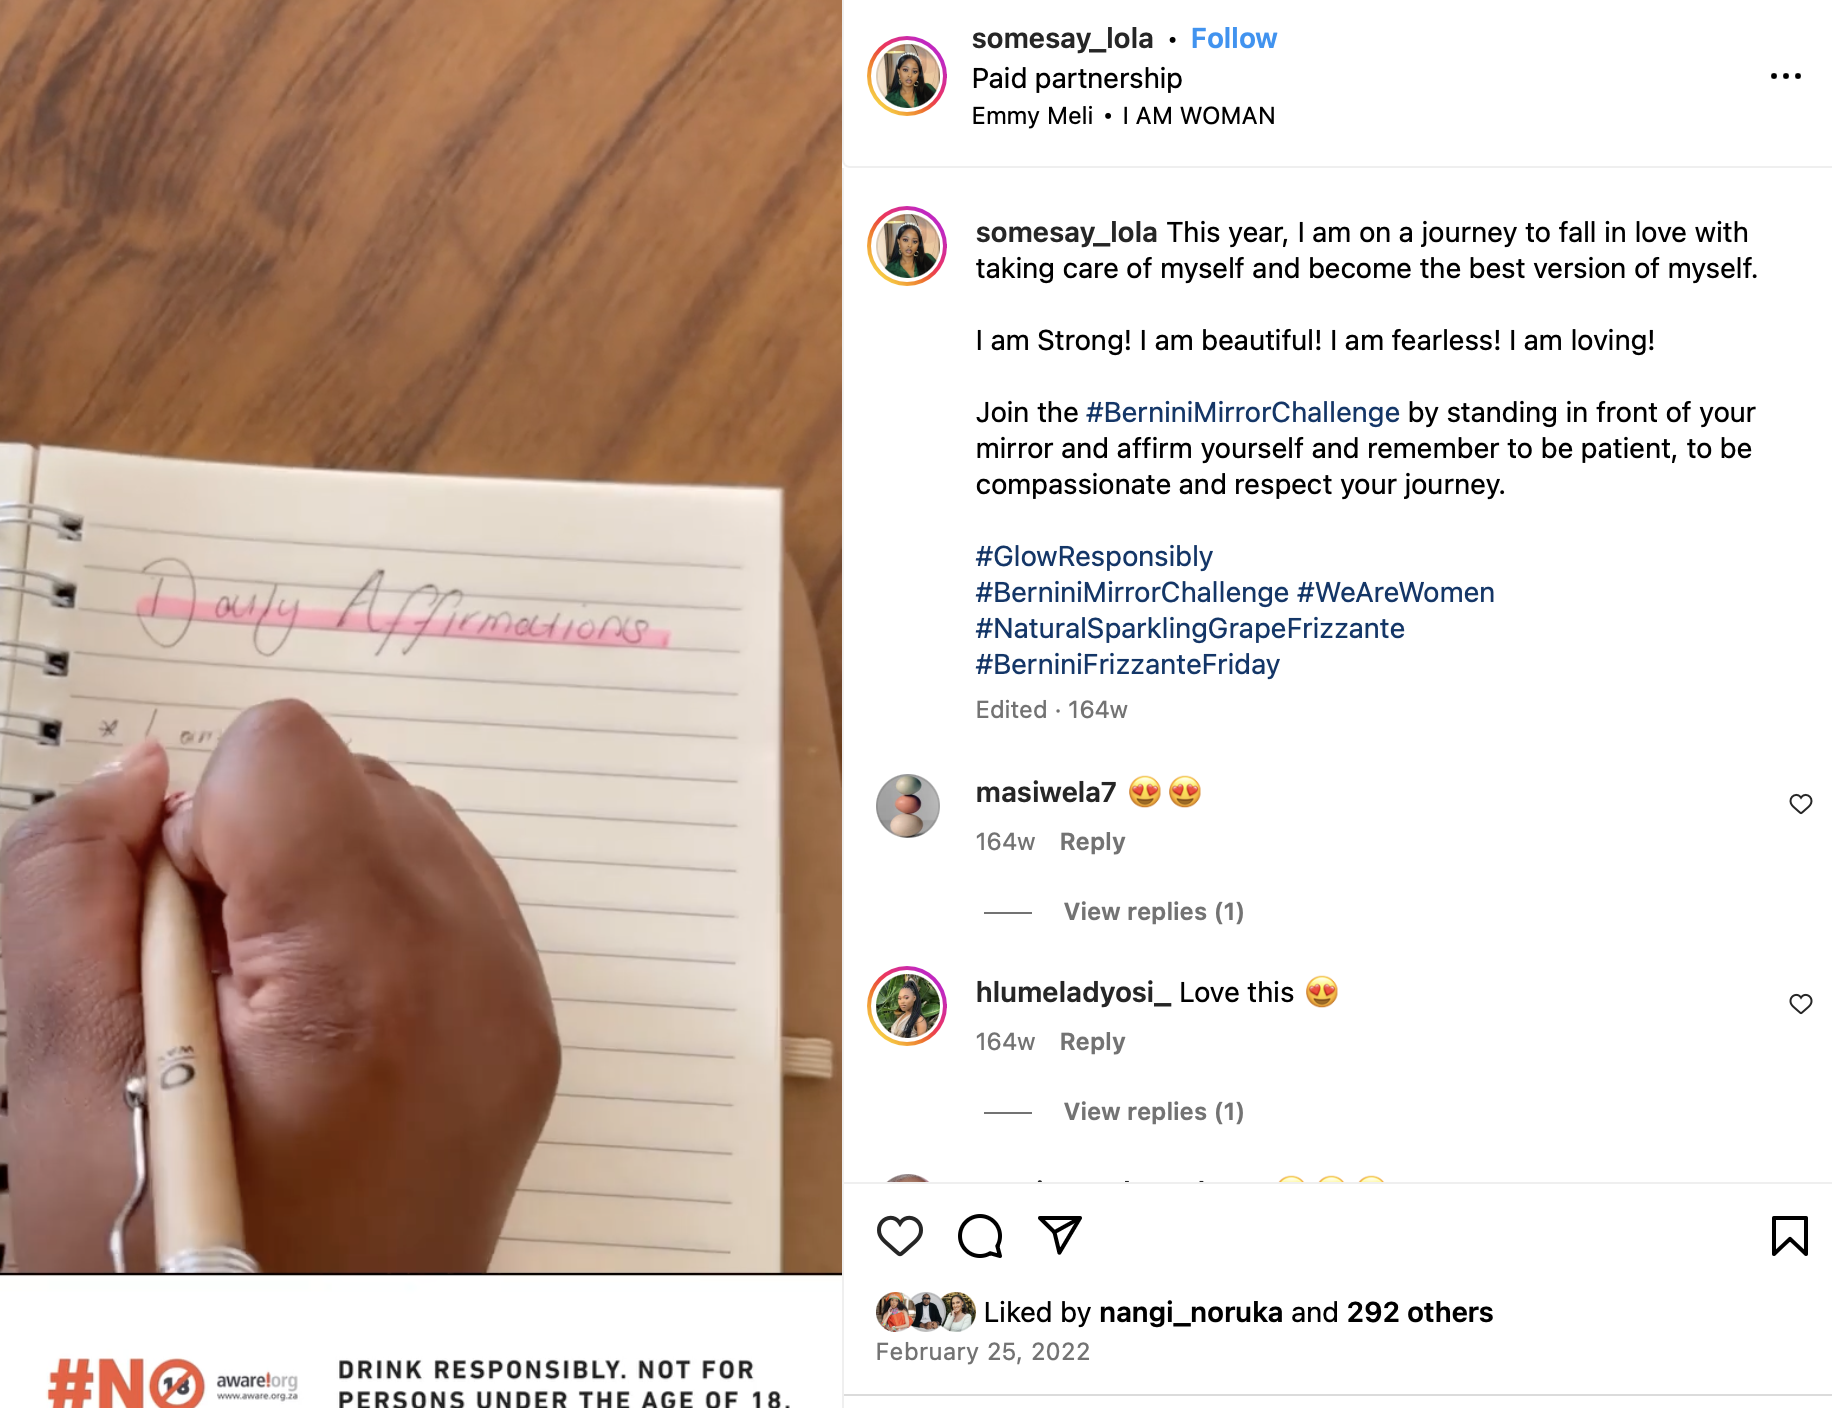 somesay_lola • Follow
Paid partnership
Emmy Meli • I AM WOMAN
somesay_lola This year, I am on a journey to fall in love with
taking care of myself and become the best version of myself.
I am Strong! I am beautiful! I am fearless! I am loving!
Join the #BerniniMirrorChallenge by standing in front of your
mirror and affirm yourself and remember to be patient, to be
compassionate and respect your journey.
#GlowResponsibly
#BerniniMirrorChallenge #WeAreWomen
#NaturalSparklingGrapeFrizzante
#BerniniFrizzanteFriday
Edited · 164w
masiwela7 😍😍
164w Reply
View replies (1)
hlumeladyosi_ Love this 😍
164w Reply
View replies (1)
Liked by nangi_noruka and 292 others
February 25, 2022
Daily Affirmations
* I am
#NO 18
aware!org
www.aware.org.za
DRINK RESPONSIBLY. NOT FOR
PERSONS UNDER THE AGE OF 18.